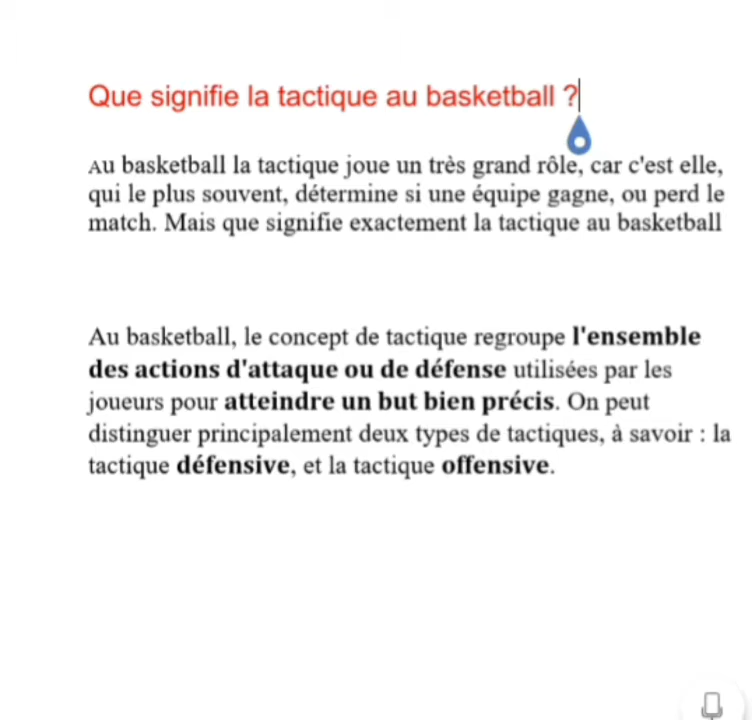 Que signifie la tactique au basketball ?
Au basketball la tactique joue un très grand rôle, car c'est elle,
qui le plus souvent, détermine si une équipe gagne, ou perd le
match. Mais que signifie exactement la tactique au basketball
Au basketball, le concept de tactique regroupe l'ensemble
des actions d'attaque ou de défense utilisées par les
joueurs pour atteindre un but bien précis. On peut
distinguer principalement deux types de tactiques, à savoir : la
tactique défensive, et la tactique offensive.